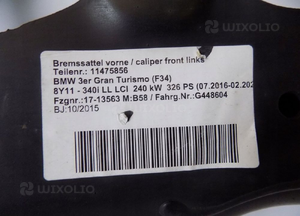 WIXOLIO
Bremssattel vorne / caliper front links
Teilenr.: 11475856
BMW 3er Gran Turismo (F34)
8Y11 - 340i LL LCI 240 kW 326 PS (07.2016-02.202
Fzgnr.:17-13563 M:B58 / Fahrg.Nr.:G448604
BJ:10/2015
WIXOLIO